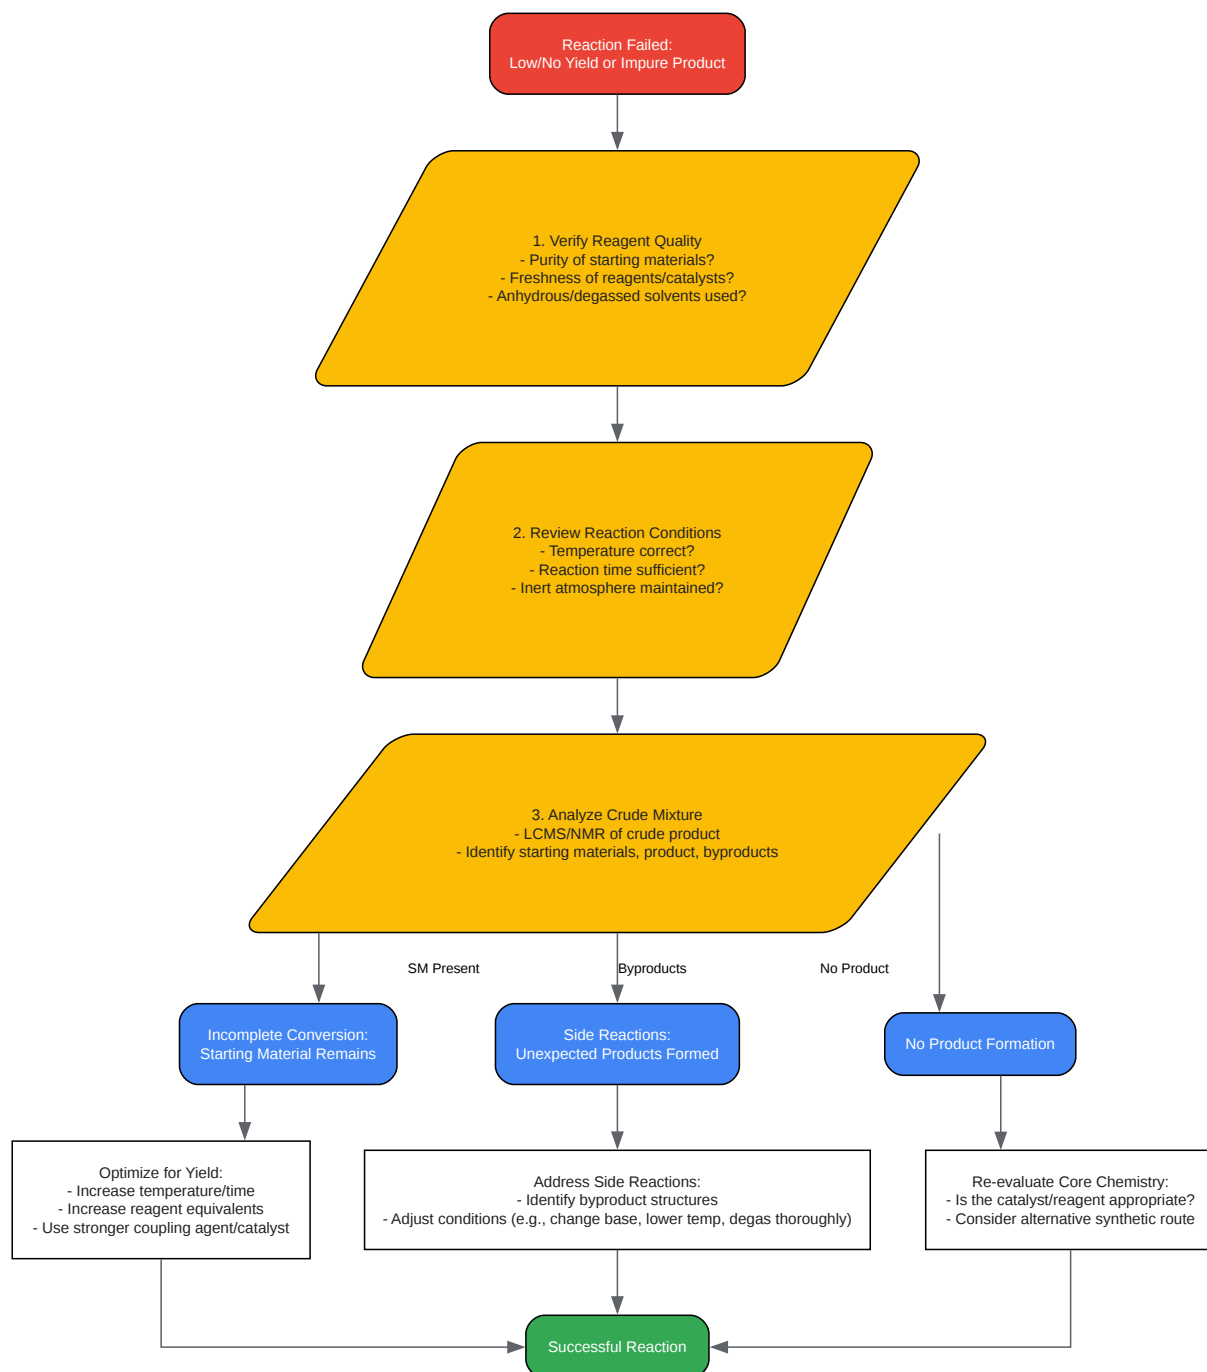 Reaction Failed:
Low/No Yield or Impure Product
1. Verify Reagent Quality
- Purity of starting materials?
- Freshness of reagents/catalysts?
- Anhydrous/degassed solvents used?
2. Review Reaction Conditions
- Temperature correct?
- Reaction time sufficient?
- Inert atmosphere maintained?
3. Analyze Crude Mixture
- LCMS/NMR of crude product
- Identify starting materials, product, byproducts
SM Present
Byproducts
No Product
Incomplete Conversion:
Starting Material Remains
Side Reactions:
Unexpected Products Formed
No Product Formation
Optimize for Yield:
- Increase temperature/time
- Increase reagent equivalents
- Use stronger coupling agent/catalyst
Address Side Reactions:
- Identify byproduct structures
- Adjust conditions (e.g., change base, lower temp, degas thoroughly)
Re-evaluate Core Chemistry:
- Is the catalyst/reagent appropriate?
- Consider alternative synthetic route
Successful Reaction